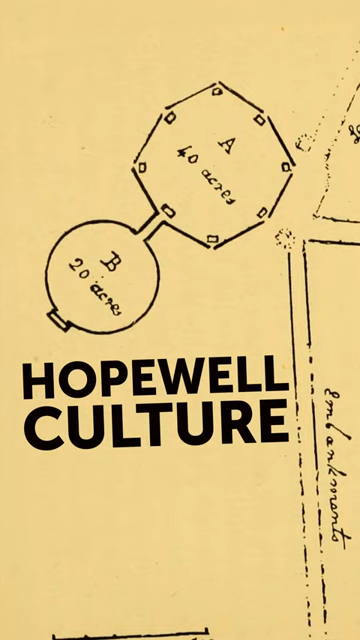 A
40 acres
B
20 acres
HOPEWELL
CULTURE
Embankments